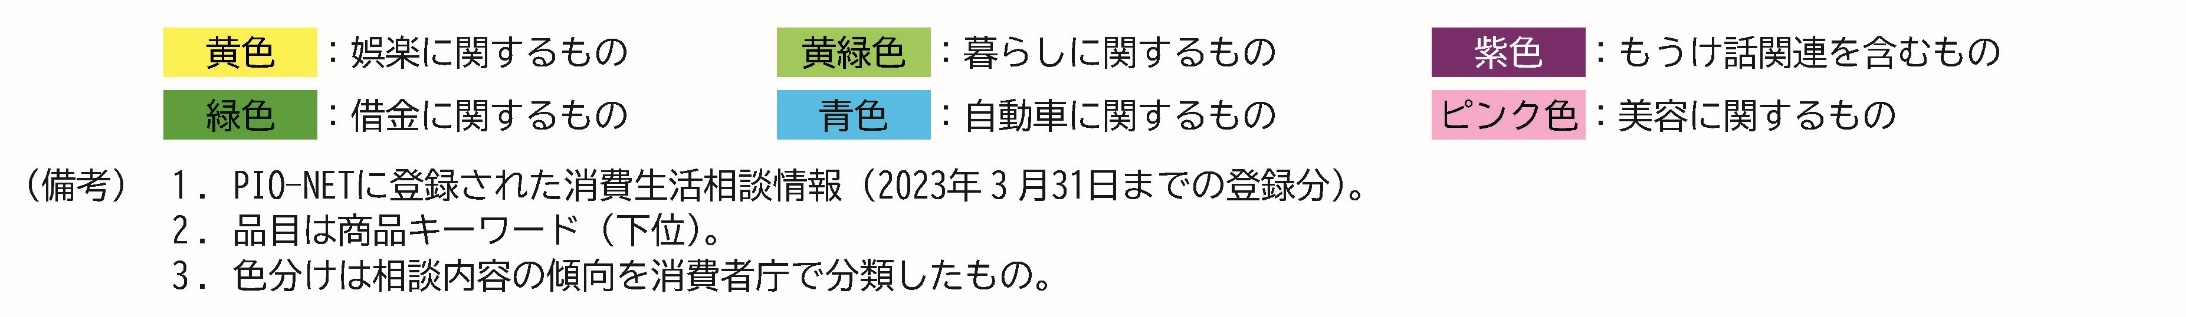 黄色：娯楽に関するもの 黄緑色：暮らしに関するもの 紫色：もうけ話関連を含むもの
緑色：借金に関するもの 青色：自動車に関するもの ピンク色：美容に関するもの
（備考） 1．PIO-NETに登録された消費生活相談情報（2023年３月31日までの登録分）。
2．品目は商品キーワード（下位）。
3．色分けは相談内容の傾向を消費者庁で分類したもの。